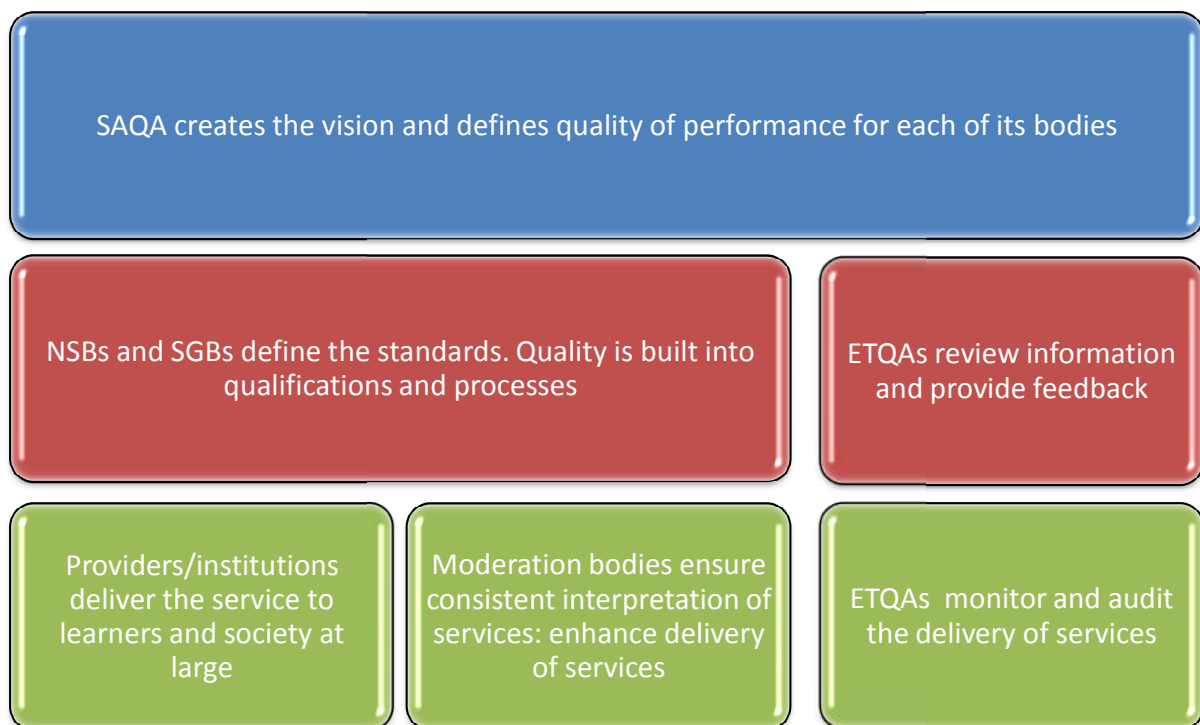 SAQA creates the vision and defines quality of performance for each of its bodies
NSBs and SGBs define the standards. Quality is built into
qualifications and processes
ETQAs review information
and provide feedback
Providers/institutions
deliver the service to
learners and society at
large
Moderation bodies ensure
consistent interpretation of
services: enhance delivery
of services
ETQAs  monitor and audit
the delivery of services